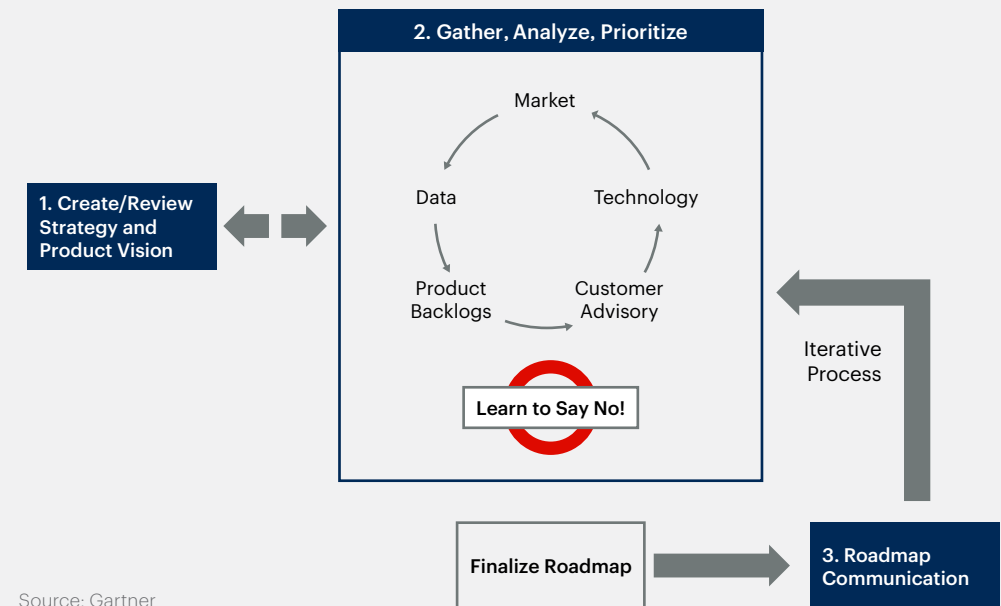 2. Gather, Analyze, Prioritize
Market
Data
Technology
Product
Backlogs
Customer
Advisory
Learn to Say No!
1. Create/Review
Strategy and
Product Vision
Iterative
Process
Finalize Roadmap
3. Roadmap
Communication
Source: Gartner